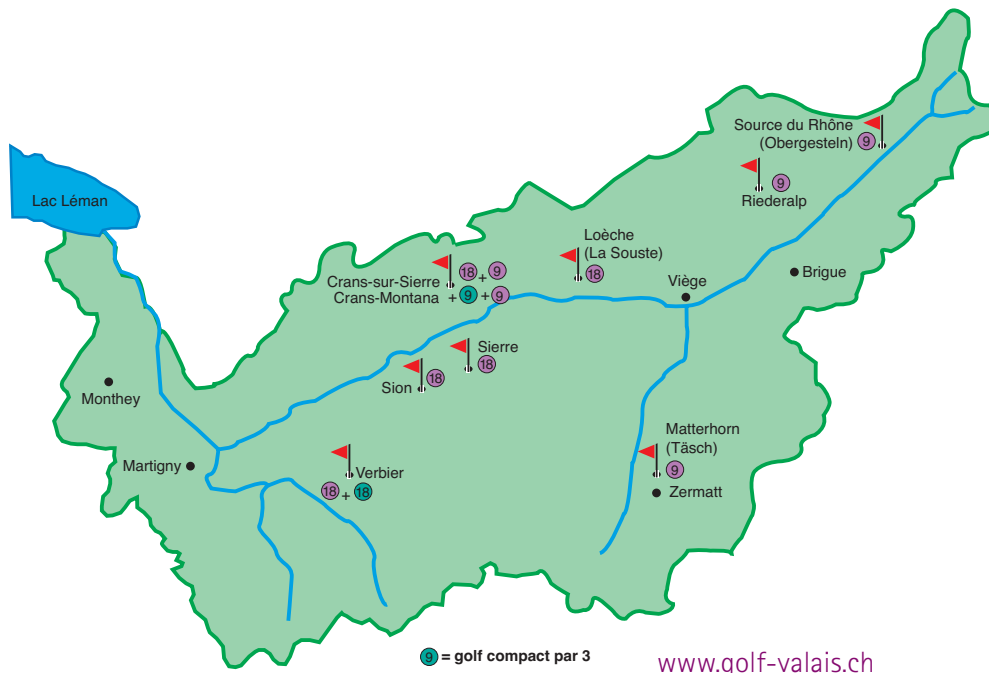 Source du Rhône
(Obergesteln) 9
9
Riederalp
Lac Léman
Loèche
(La Souste)
18
Crans-sur-Sierre 18 + 9
Crans-Montana + 9 + 9
Viège
Brigue
Sierre
18
Sion 18
Monthey
Martigny
Verbier
18 + 18
Matterhorn
(Täsch)
9
Zermatt
9 = golf compact par 3
www.golf-valais.ch